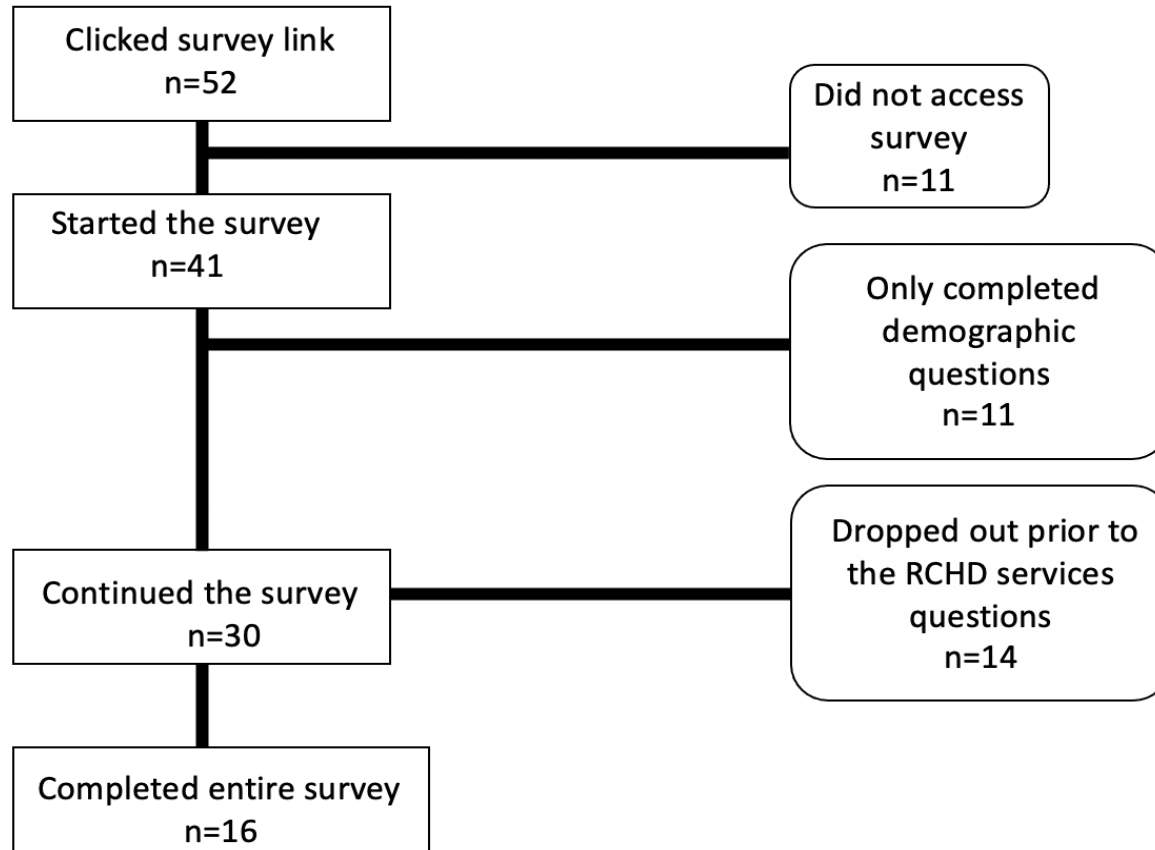 Clicked survey link
n=52
Did not access
survey
n=11
Started the survey
n=41
Only completed
demographic
questions
n=11
Dropped out prior to
the RCHD services
questions
n=14
Continued the survey
n=30
Completed entire survey
n=16